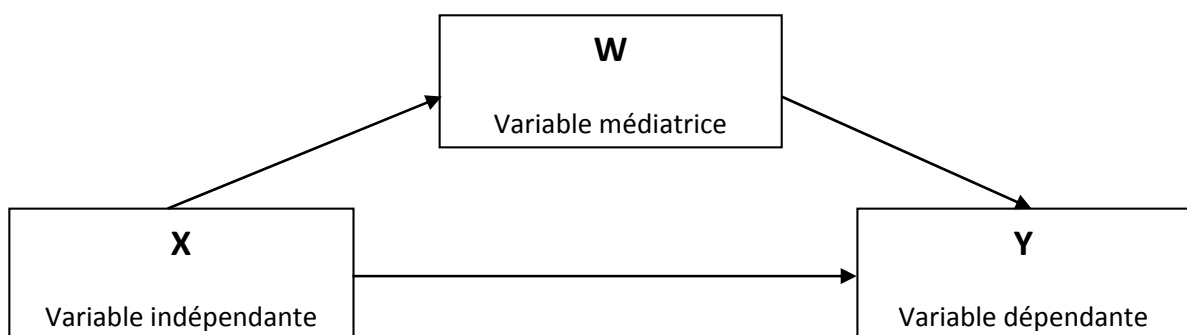 W
Variable médiatrice
X
Variable indépendante
Y
Variable dépendante